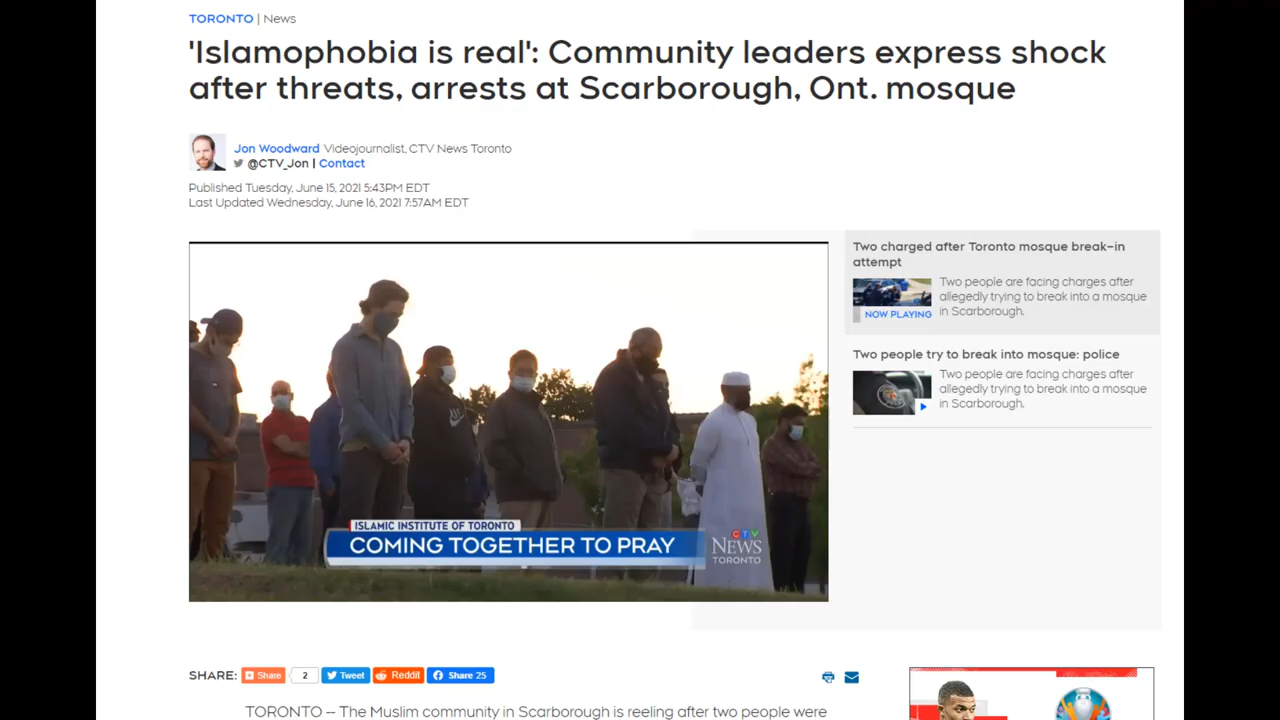 TORONTO | News
'Islamophobia is real': Community leaders express shock
after threats, arrests at Scarborough, Ont. mosque
Jon Woodward Videojournalist, CTV News Toronto
@CTV_Jon | Contact
Published Tuesday, June 15, 2021 5:43PM EDT
Last Updated Wednesday, June 16, 2021 7:57AM EDT
ISLAMIC INSTITUTE OF TORONTO
COMING TOGETHER TO PRAY
CTV
NEWS
TORONTO
Two charged after Toronto mosque break-in
attempt
Two people are facing charges after
allegedly trying to break into a mosque
in Scarborough.
NOW PLAYING
Two people try to break into mosque: police
Two people are facing charges after
allegedly trying to break into a mosque
in Scarborough.
SHARE: Share 2 Tweet Reddit Share 25
TORONTO -- The Muslim community in Scarborough is reeling after two people were